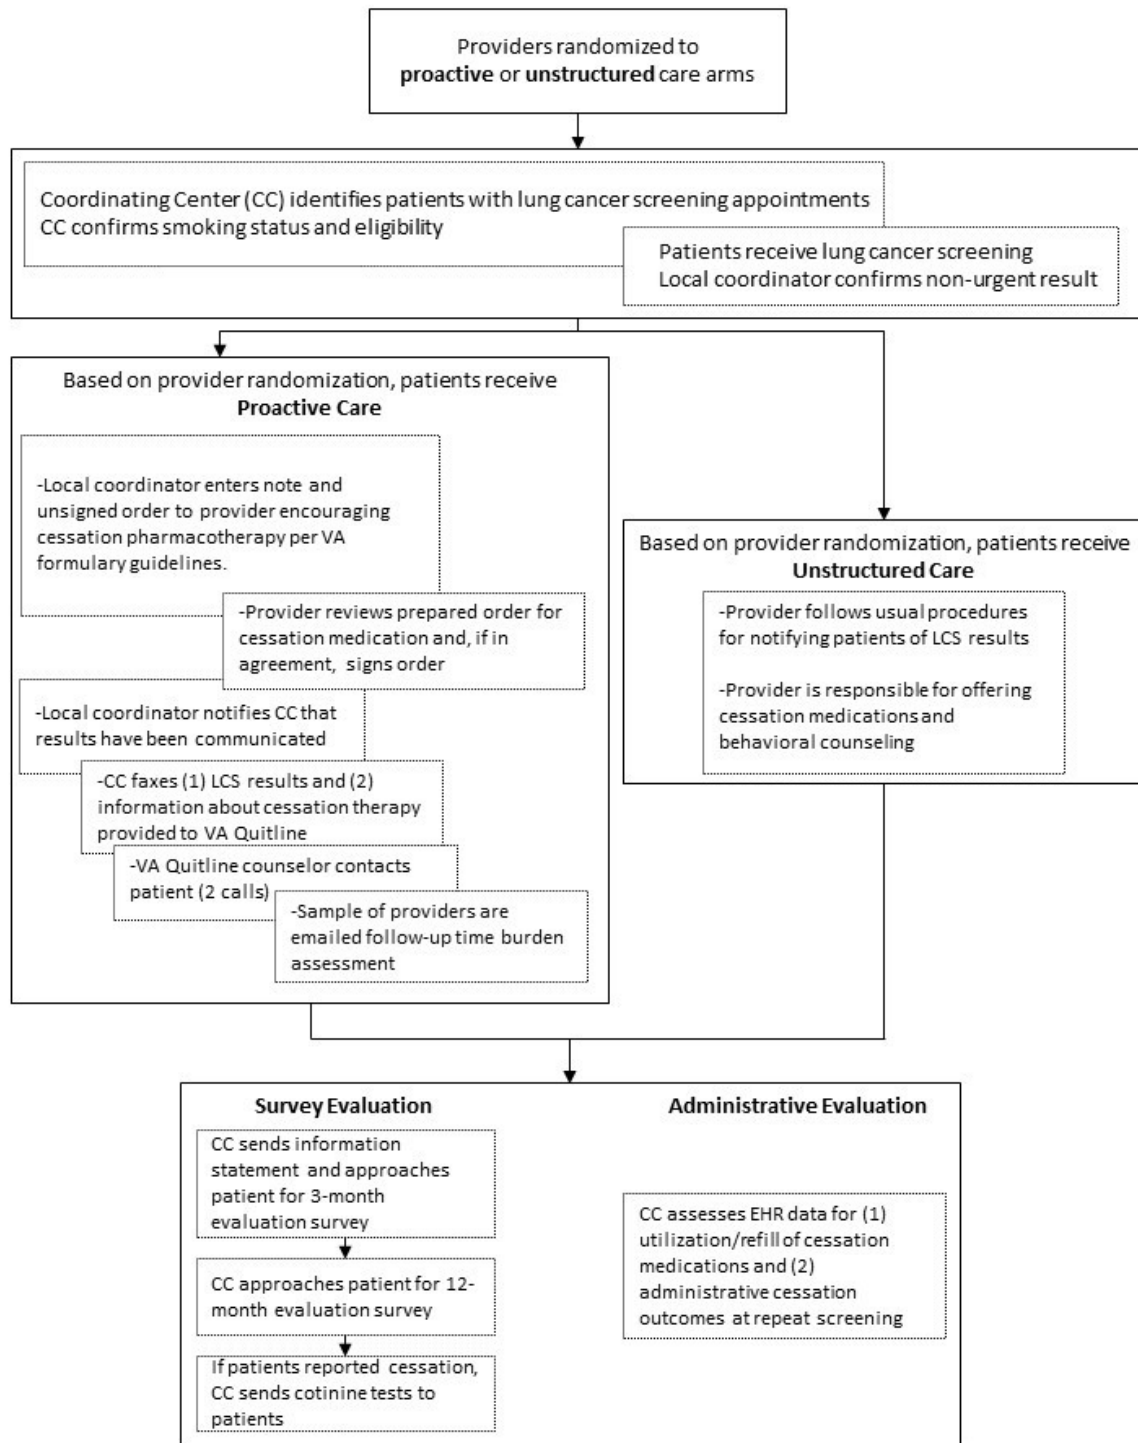 Providers randomized to
proactive or unstructured care arms
Coordinating Center (CC) identifies patients with lung cancer screening appointments
CC confirms smoking status and eligibility
Patients receive lung cancer screening
Local coordinator confirms non-urgent result
Based on provider randomization, patients receive
Proactive Care
-Local coordinator enters note and
unsigned order to provider encouraging
cessation pharmacotherapy per VA
formulary guidelines.
-Provider reviews prepared order for
cessation medication and, if in
agreement, signs order
-Local coordinator notifies CC that
results have been communicated
-CC faxes (1) LCS results and (2)
information about cessation therapy
provided to VA Quitline
-VA Quitline counselor contacts
patient (2 calls)
-Sample of providers are
emailed follow-up time burden
assessment
Based on provider randomization, patients receive
Unstructured Care
-Provider follows usual procedures
for notifying patients of LCS results
-Provider is responsible for offering
cessation medications and
behavioral counseling
Survey Evaluation
CC sends information
statement and approaches
patient for 3-month
evaluation survey
CC approaches patient for 12-
month evaluation survey
If patients reported cessation,
CC sends cotinine tests to
patients
Administrative Evaluation
CC assesses EHR data for (1)
utilization/refill of cessation
medications and (2)
administrative cessation
outcomes at repeat screening